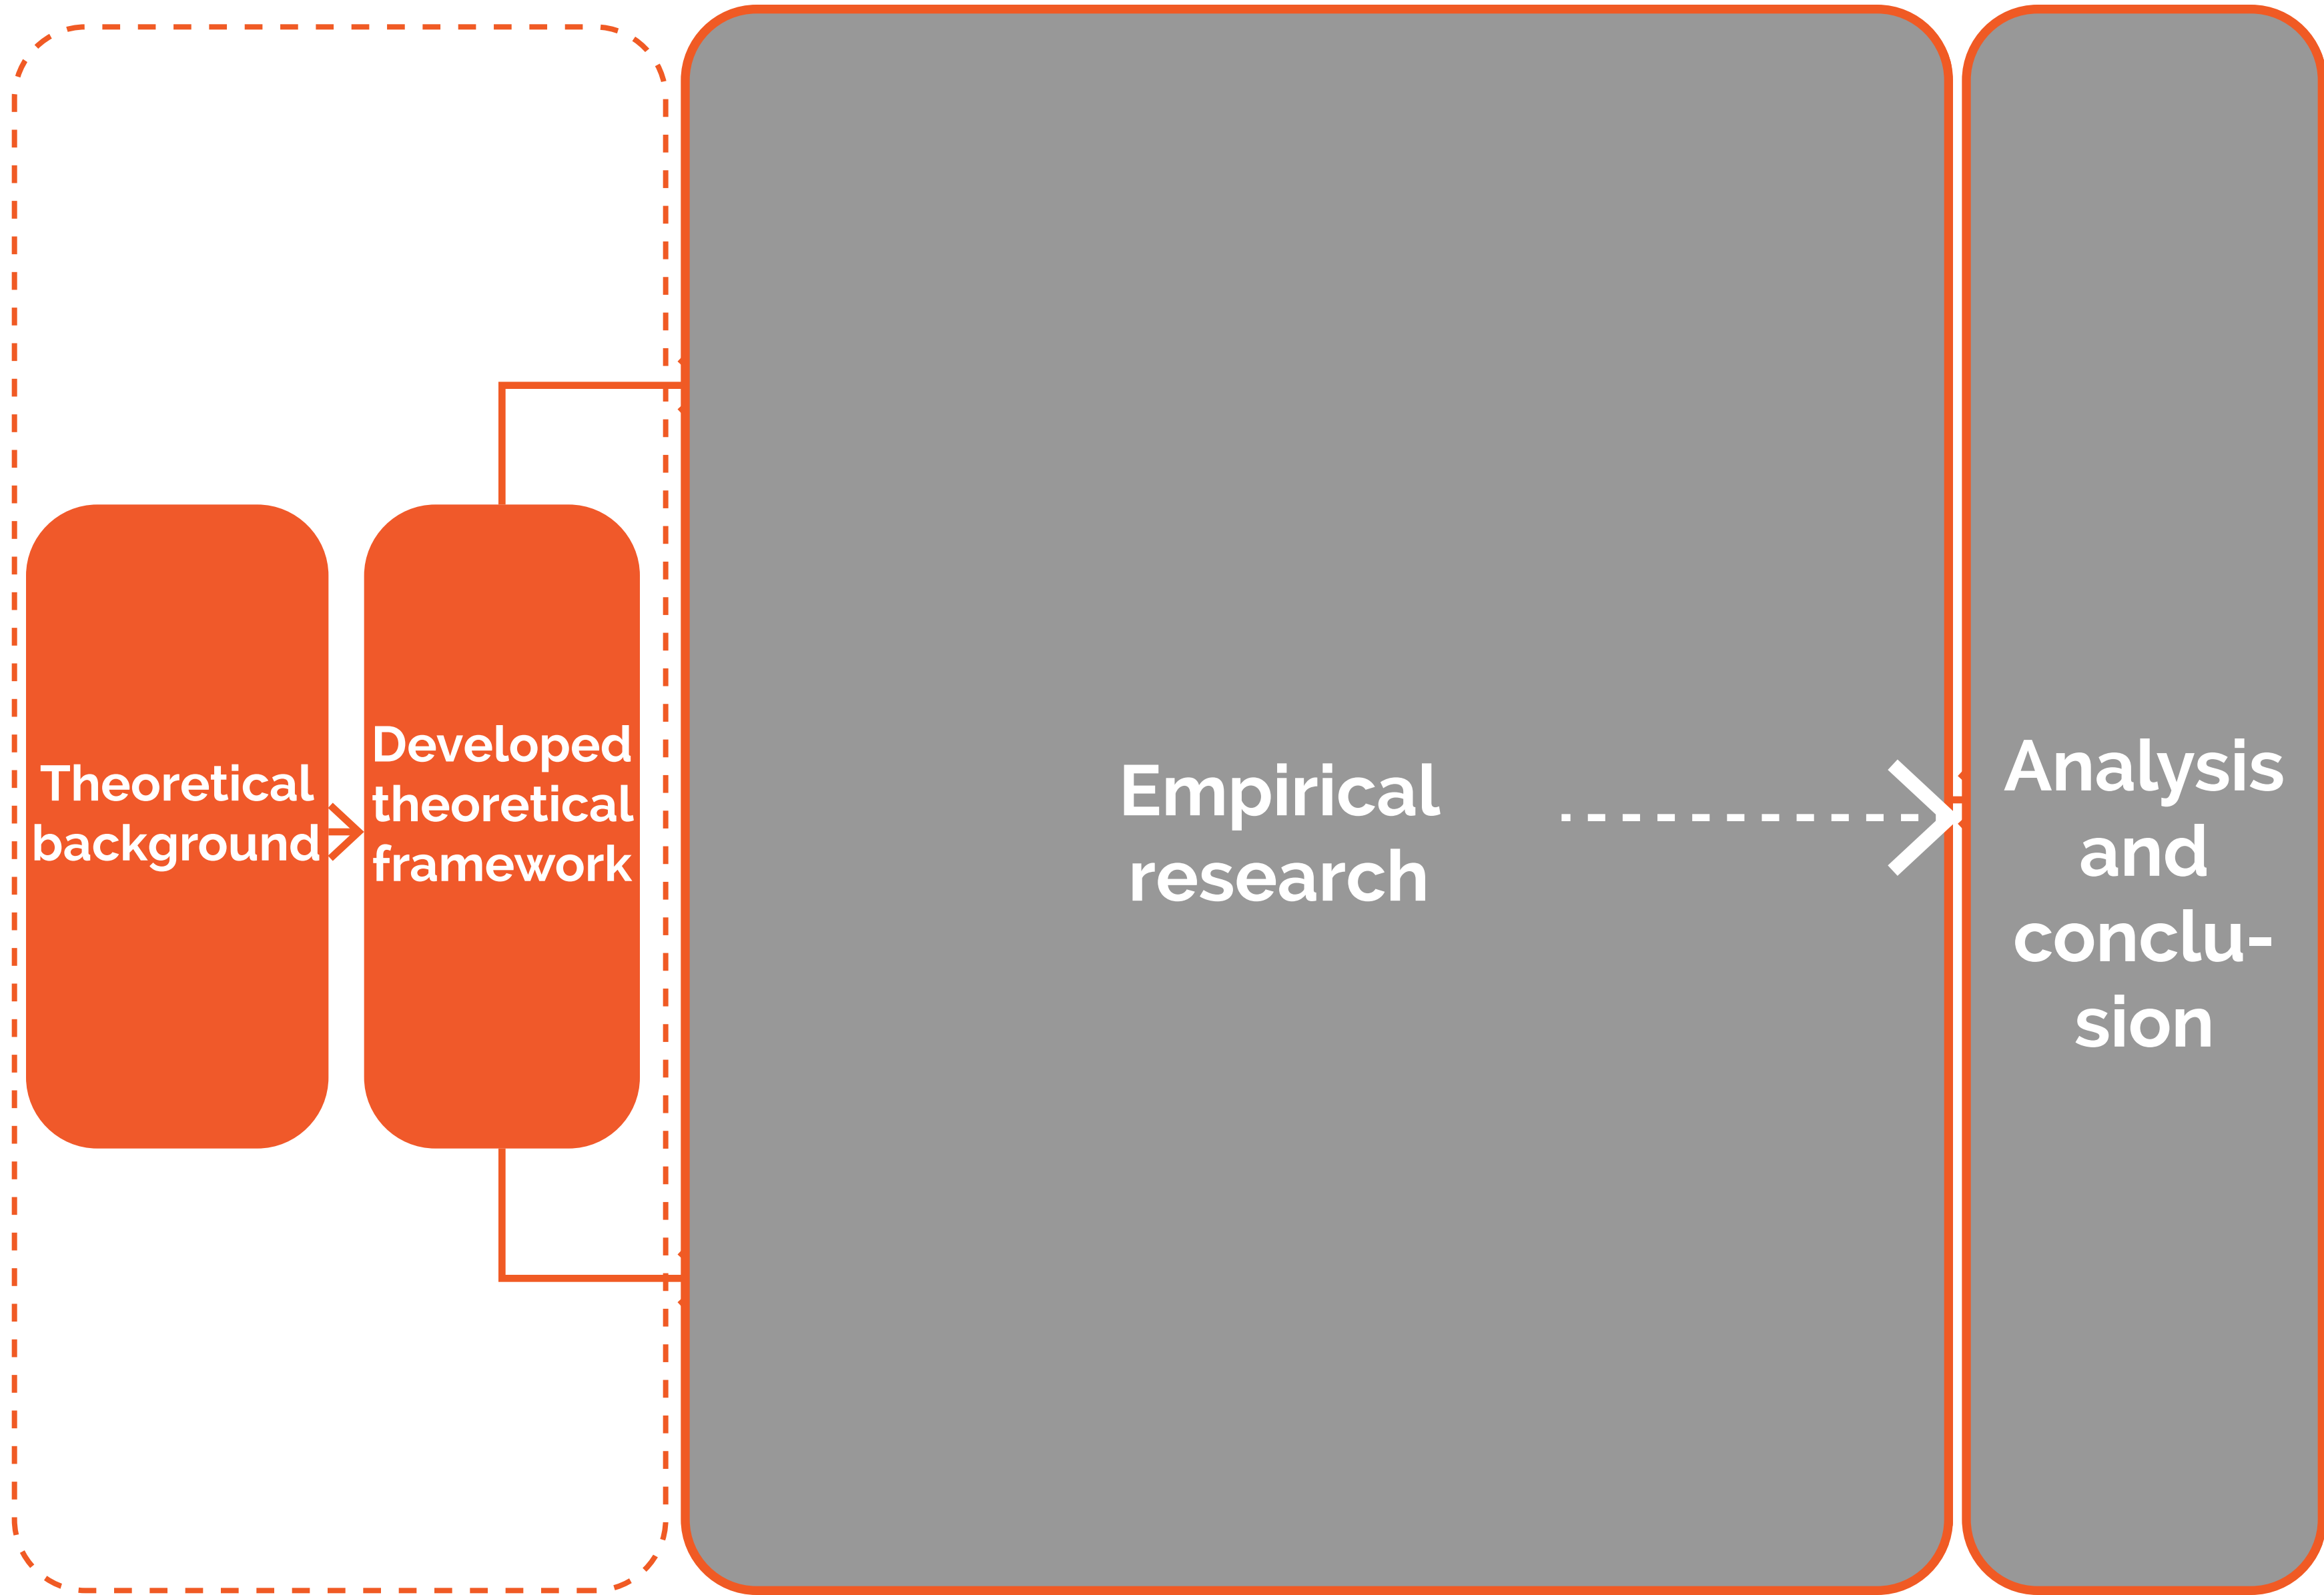 Theoretical
background
Developed
theoretical
framework
Empirical
research
Analysis
and
conclu-
sion